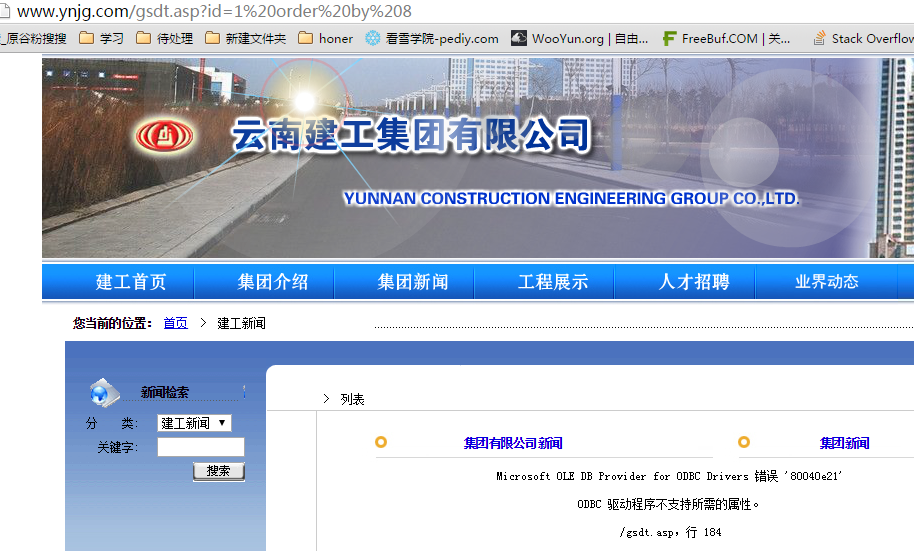 www.ynjg.com/gsdt.asp?id=1%20order%20by%208
原谷粉搜搜 学习 待处理 新建文件夹 honer 看雪学院-pediy.com WooYun.org | 自由... FreeBuf.COM | 关... Stack Overflow
云南建工集团有限公司
YUNNAN CONSTRUCTION ENGINEERING GROUP CO.,LTD.
建工首页 集团介绍 集团新闻 工程展示 人才招聘 业界动态
您当前的位置： 首页 > 建工新闻
新闻检索
> 列表
分 类: 建工新闻
关键字:
集团有限公司新闻 集团新闻
搜索
Microsoft OLE DB Provider for ODBC Drivers 错误 '80040e21'
ODBC 驱动程序不支持所需的属性。
/gsdt.asp，行 184